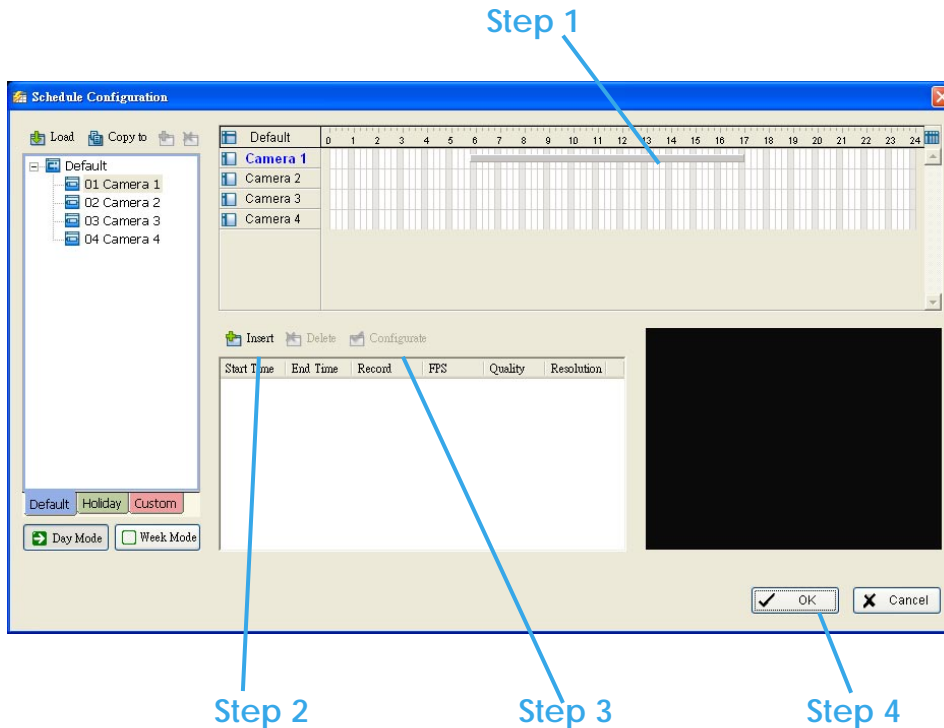 Step 1
Schedule Configuration
Load Copy to
Default 0 1 2 3 4 5 6 7 8 9 10 11 12 13 14 15 16 17 18 19 20 21 22 23 24
Camera 1
Camera 2
Camera 3
Camera 4
Default
01 Camera 1
02 Camera 2
03 Camera 3
04 Camera 4
Insert Delete Configurate
Start Time End Time Record FPS Quality Resolution
Default Holiday Custom
Day Mode Week Mode
OK Cancel
Step 2 Step 3 Step 4